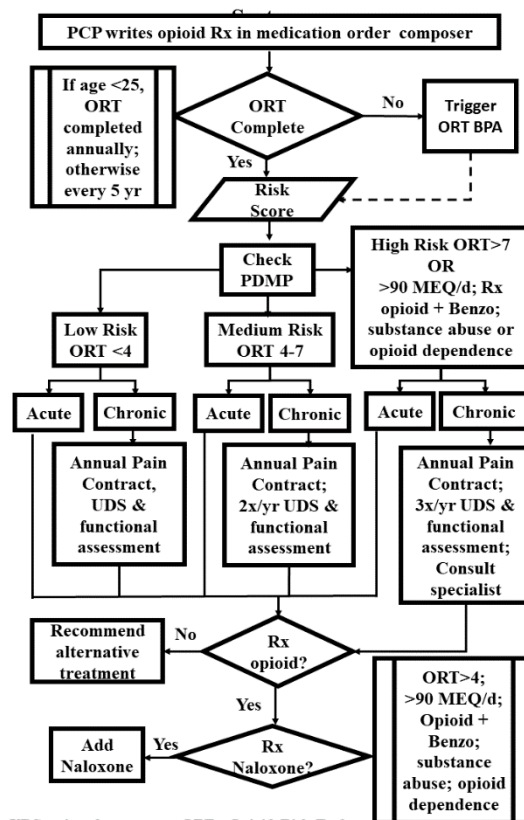 PCP writes opioid Rx in medication order composer
If age <25,
ORT
completed
annually;
otherwise
every 5 yr
ORT
Complete
No
Trigger
ORT BPA
Yes
Risk
Score
Check
PDMP
High Risk ORT>7
OR
>90 MEQ/d; Rx
opioid + Benzo;
substance abuse or
opioid dependence
Low Risk
ORT <4
Medium Risk
ORT 4-7
Acute
Chronic
Acute
Chronic
Acute
Chronic
Annual Pain
Contract,
UDS &
functional
assessment
Annual Pain
Contract;
2x/yr UDS &
functional
assessment
Annual Pain
Contract;
3x/yr UDS &
functional
assessment;
Consult
specialist
Recommend
alternative
treatment
No
Rx
opioid?
Yes
ORT>4;
>90 MEQ/d;
Opioid +
Benzo;
substance
abuse; opioid
dependence
Add
Naloxone
Yes
Rx
Naloxone?